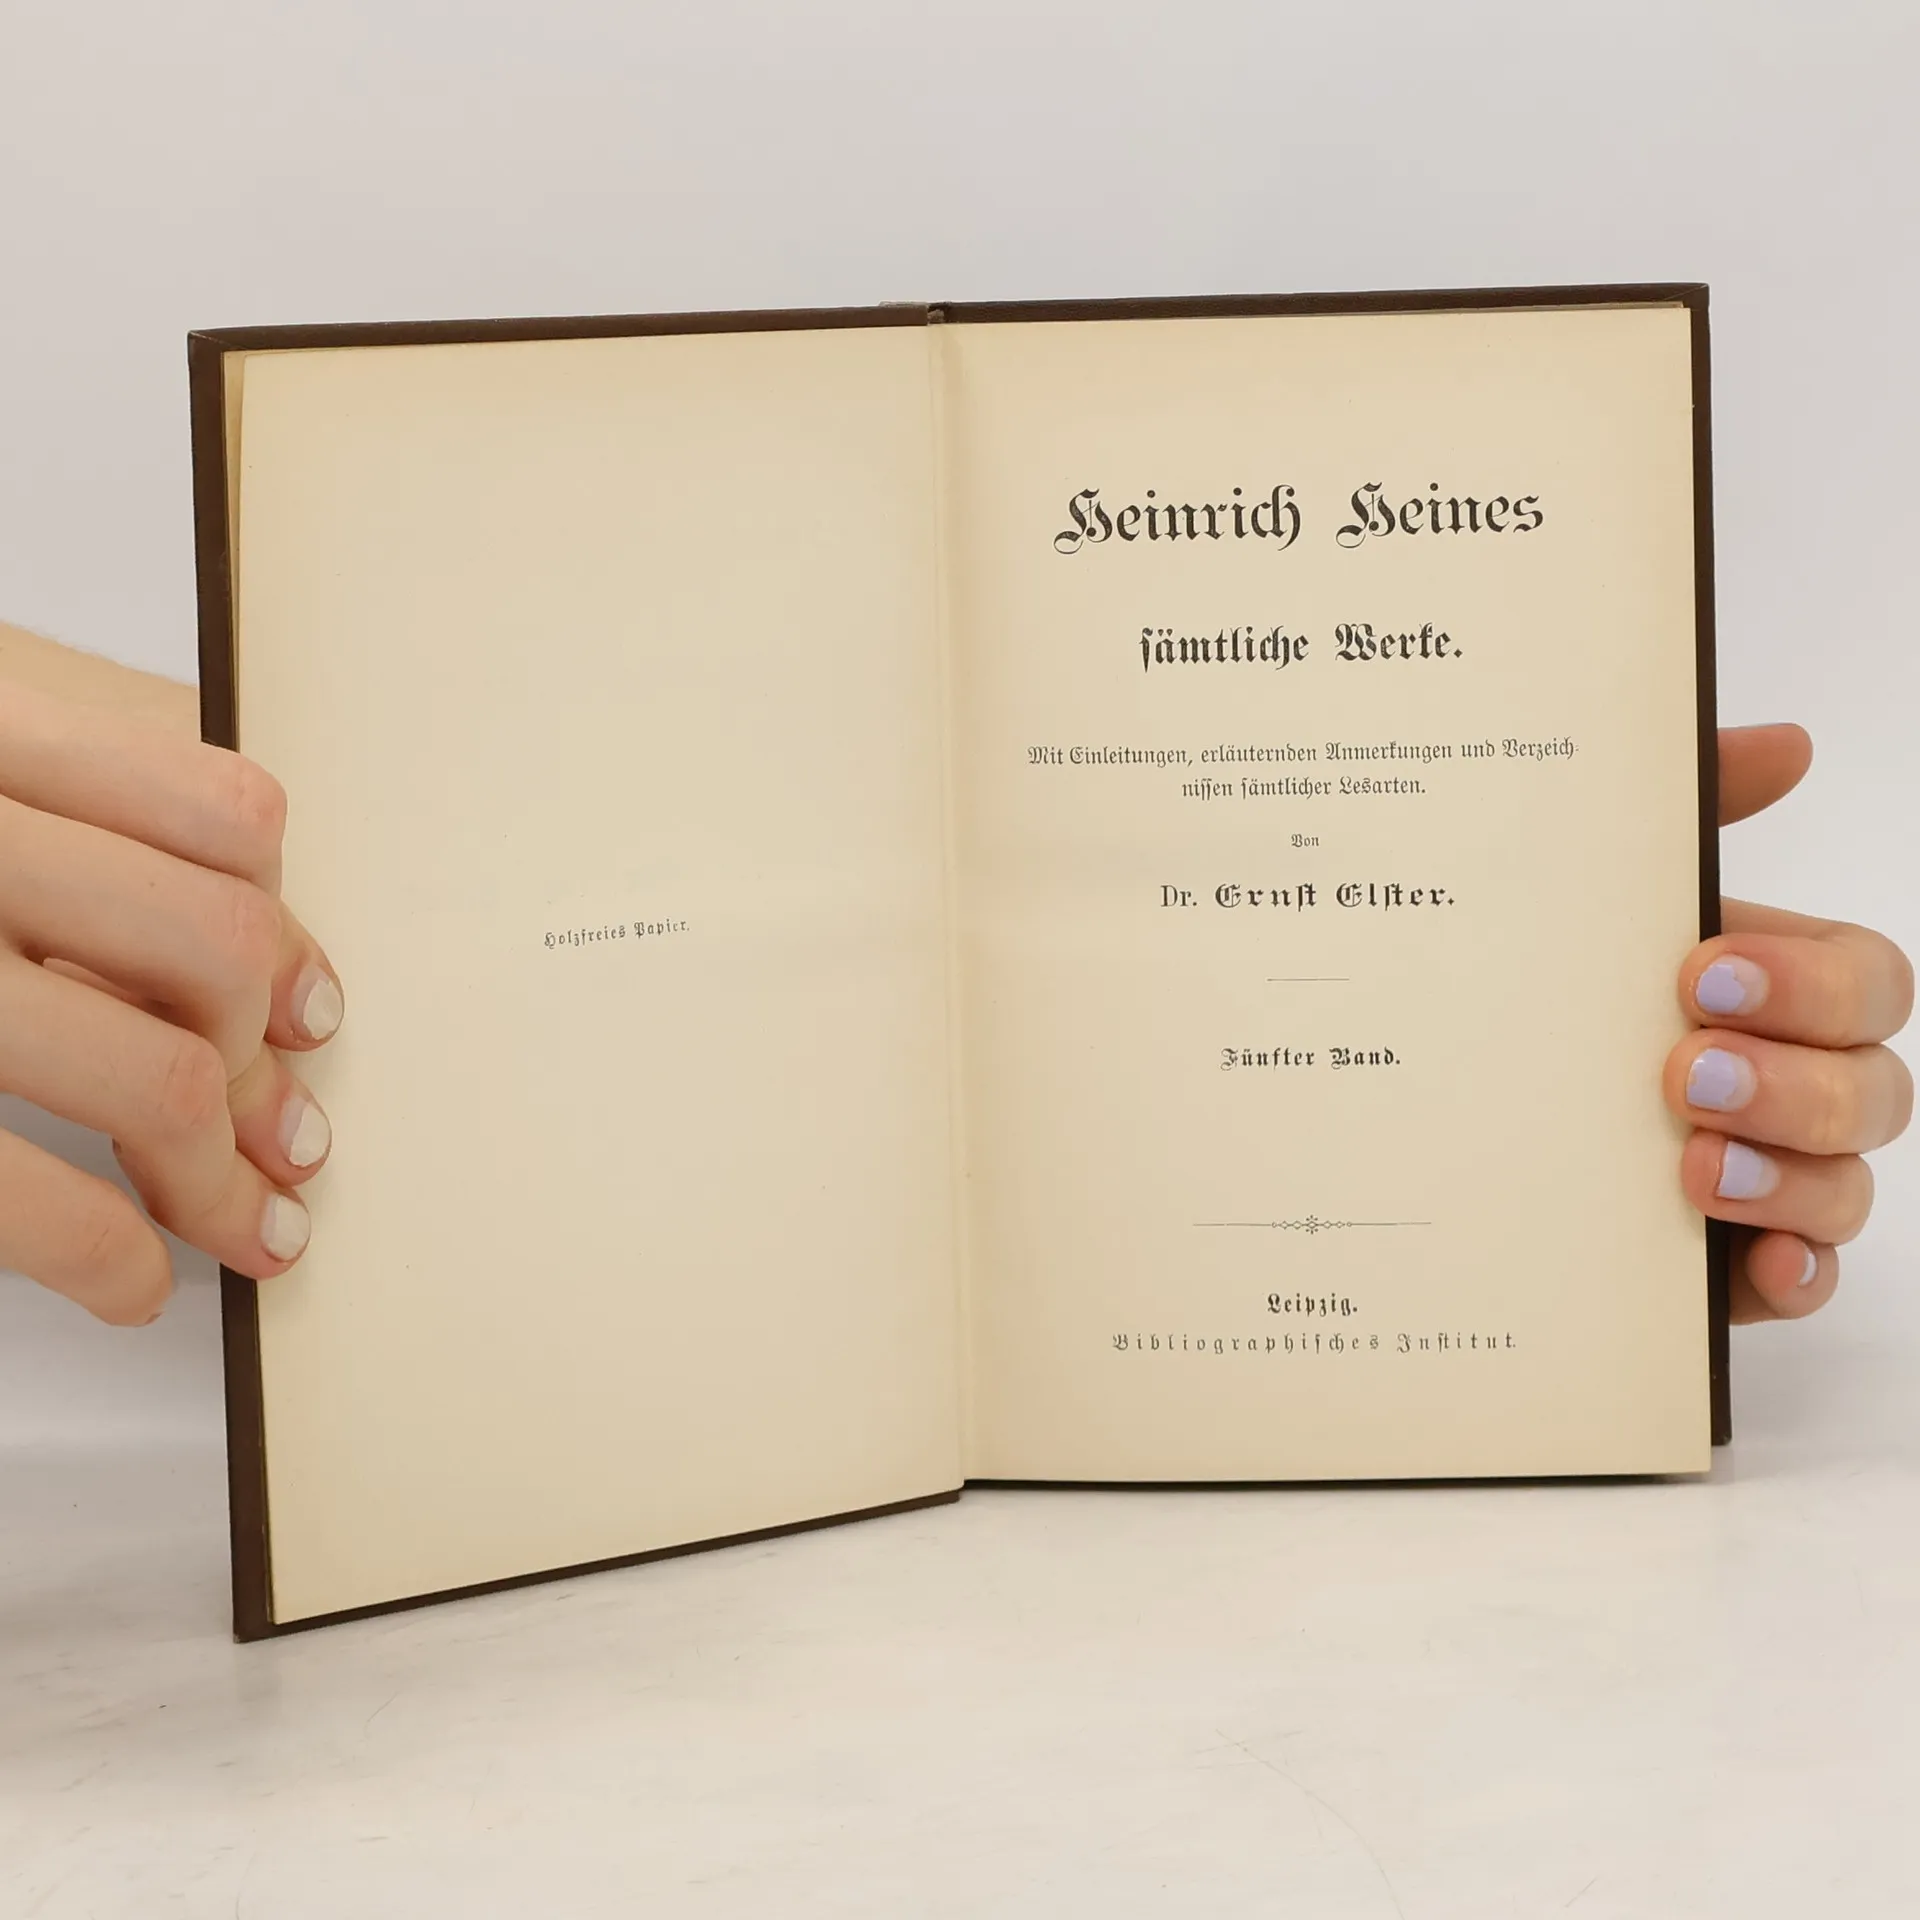 Holzfreies Papier.
Heinrich Heines
sämtliche Werke.
Mit Einleitungen, erläuternden Anmerkungen und Verzeich-
nissen sämtlicher Lesarten.
Von
Dr. Ernst Elster.
Fünfter Band.
Leipzig.
Bibliographisches Institut.